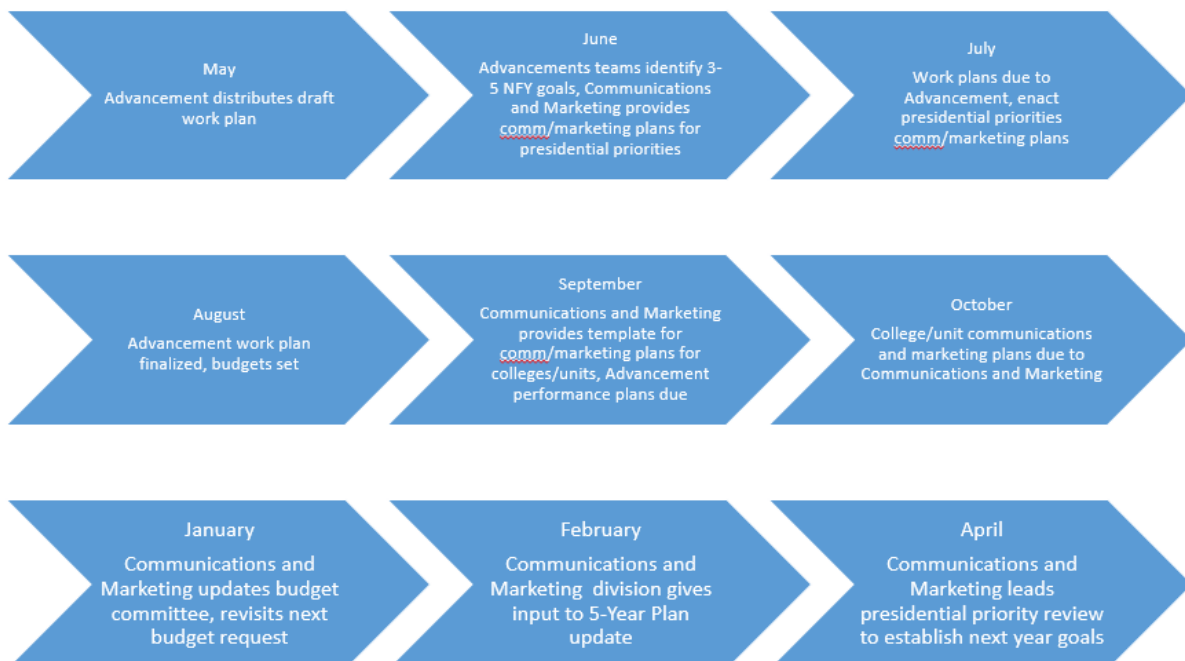 May
Advancement distributes draft
work plan
June
Advancements teams identify 3-
5 NFY goals, Communications
and Marketing provides
comm/marketing plans for
presidential priorities
July
Work plans due to
Advancement, enact
presidential priorities
comm/marketing plans
August
Advancement work plan
finalized, budgets set
September
Communications and Marketing
provides template for
comm/marketing plans for
colleges/units, Advancement
performance plans due
October
College/unit communications
and marketing plans due to
Communications and Marketing
January
Communications and
Marketing updates budget
committee, revisits next
budget request
February
Communications and
Marketing division gives
input to 5-Year Plan
update
April
Communications and
Marketing leads
presidential priority review
to establish next year goals